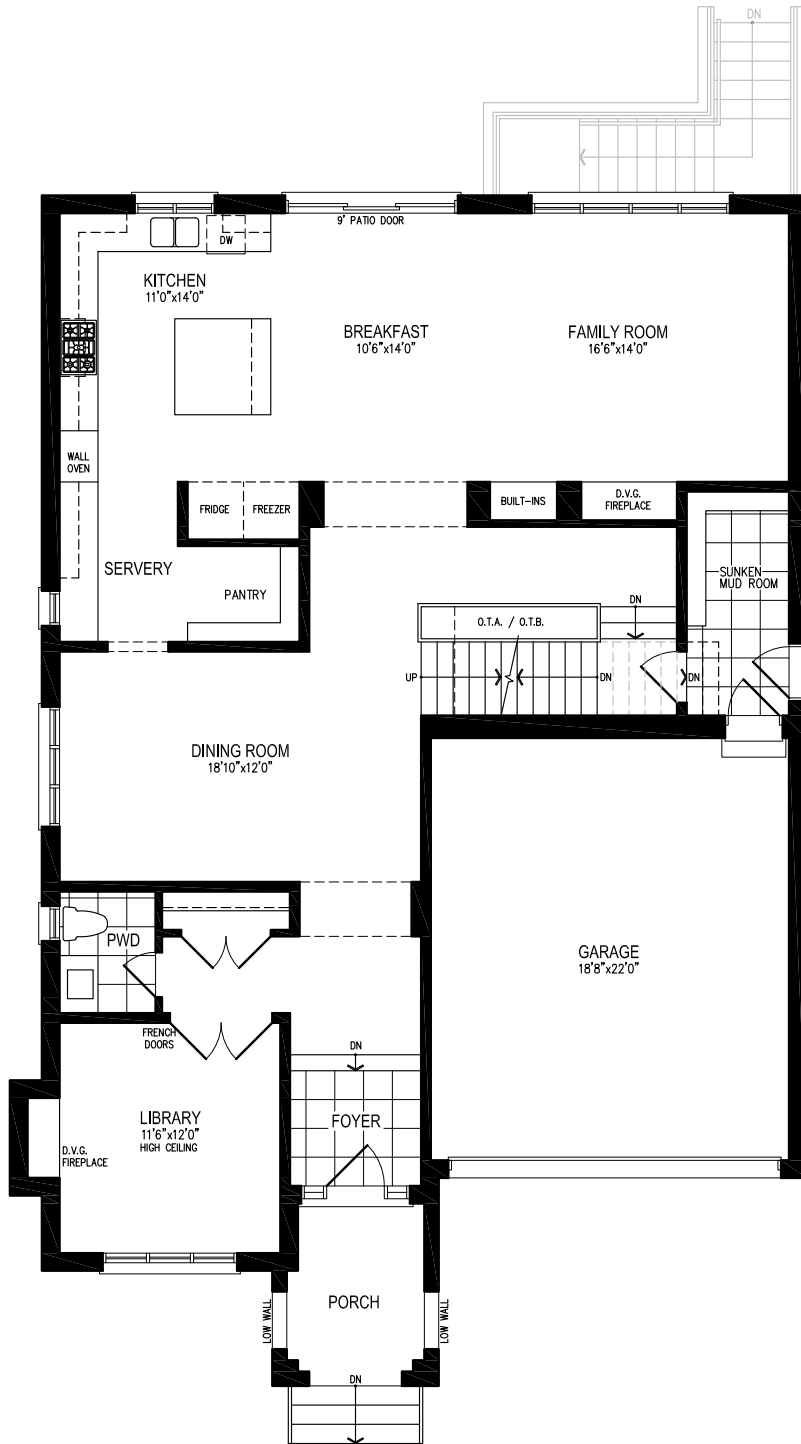 DN
9' PATIO DOOR
DW
KITCHEN
11'0"x14'0"
BREAKFAST
10'6"x14'0"
FAMILY ROOM
16'6"x14'0"
WALL
OVEN
FRIDGE
FREEZER
BUILT-INS
D.V.G.
FIREPLACE
SERVERY
PANTRY
SUNKEN
MUD ROOM
DN
O.T.A. / O.T.B.
UP
DN
DN
DINING ROOM
18'10"x12'0"
PWD
GARAGE
18'8"x22'0"
FRENCH
DOORS
DN
LIBRARY
11'6"x12'0"
HIGH CEILING
FOYER
D.V.G.
FIREPLACE
PORCH
LOW WALL
LOW WALL
DN